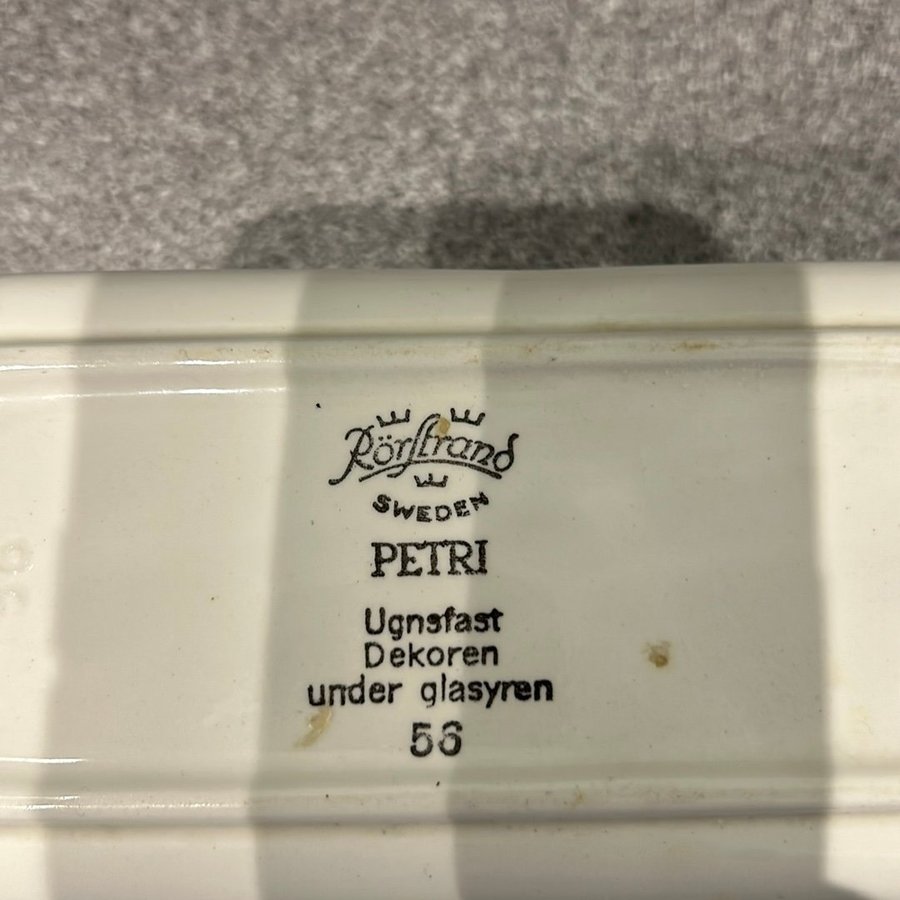 Rörstrand
SWEDEN
PETRI
Ugnsfast
Dekoren
under glasyren
56